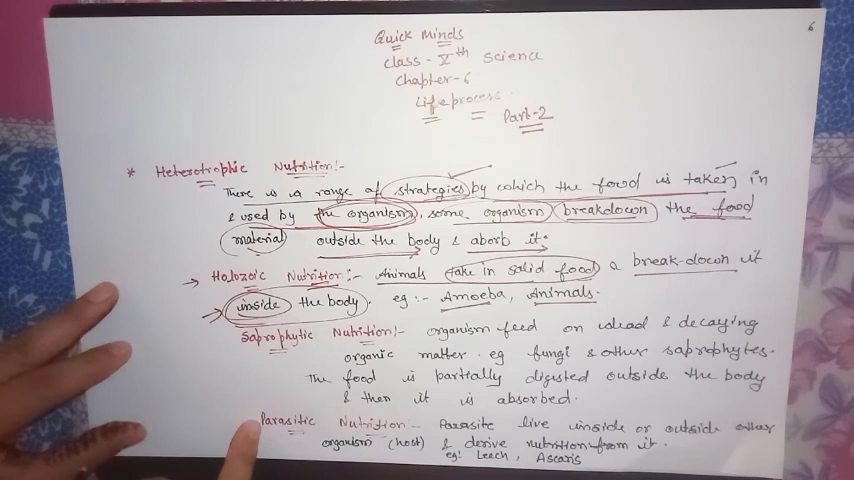 6
Quick Minds
Class - Xth Science
Chapter-6
Life process
Part-2
* Heterotrophic Nutrition:-
There is a range of strategies by which the food is taken in
& used by the organism, some organism breakdown the food
material outside the body & aborb it.
→ Holozoic Nutrition:- Animals take in solid food & break-down it
inside the body. eg:- Amoeba, Animals.
Saprophytic Nutrition:- organism feed on dead & decaying
organic matter. eg fungi & other saprophytes.
The food is partially digested outside the body
& then it is absorbed.
Parasitic Nutrition:- Parasite live inside or outside other
organism (host) & derive nutrition from it.
eg! Leech, Ascaris